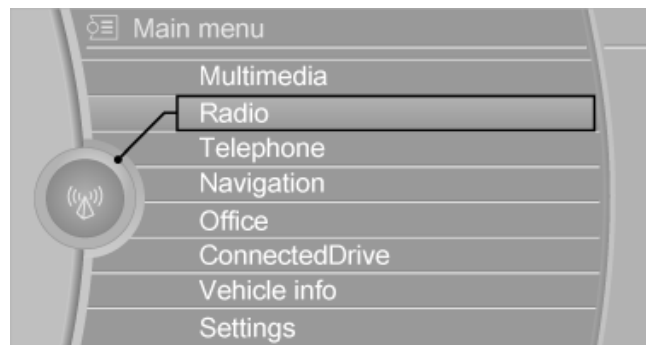 Main menu
Multimedia
Radio
Telephone
Navigation
Office
ConnectedDrive
Vehicle info
Settings